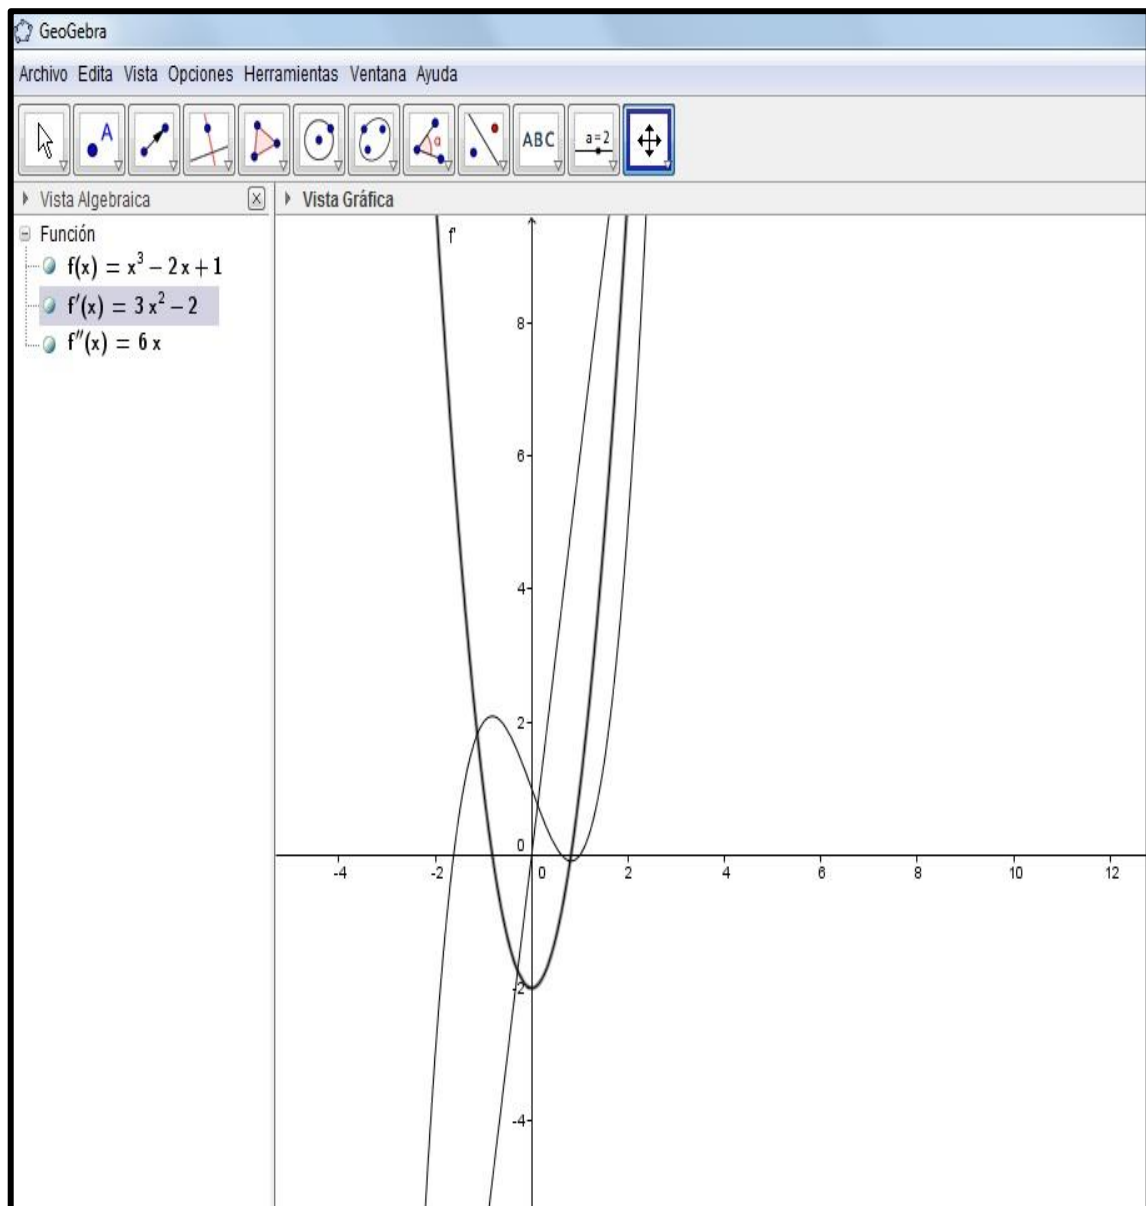 GeoGebra
Archivo Edita Vista Opciones Herramientas Ventana Ayuda
A
α
ABC
a=2
Vista Algebraica
Vista Gráfica
Función
f(x) = x³ − 2x + 1
f′(x) = 3x² − 2
f″(x) = 6x
f'
8
6
4
2
0
-4 -2 0 2 4 6 8 10 12
-2
-4